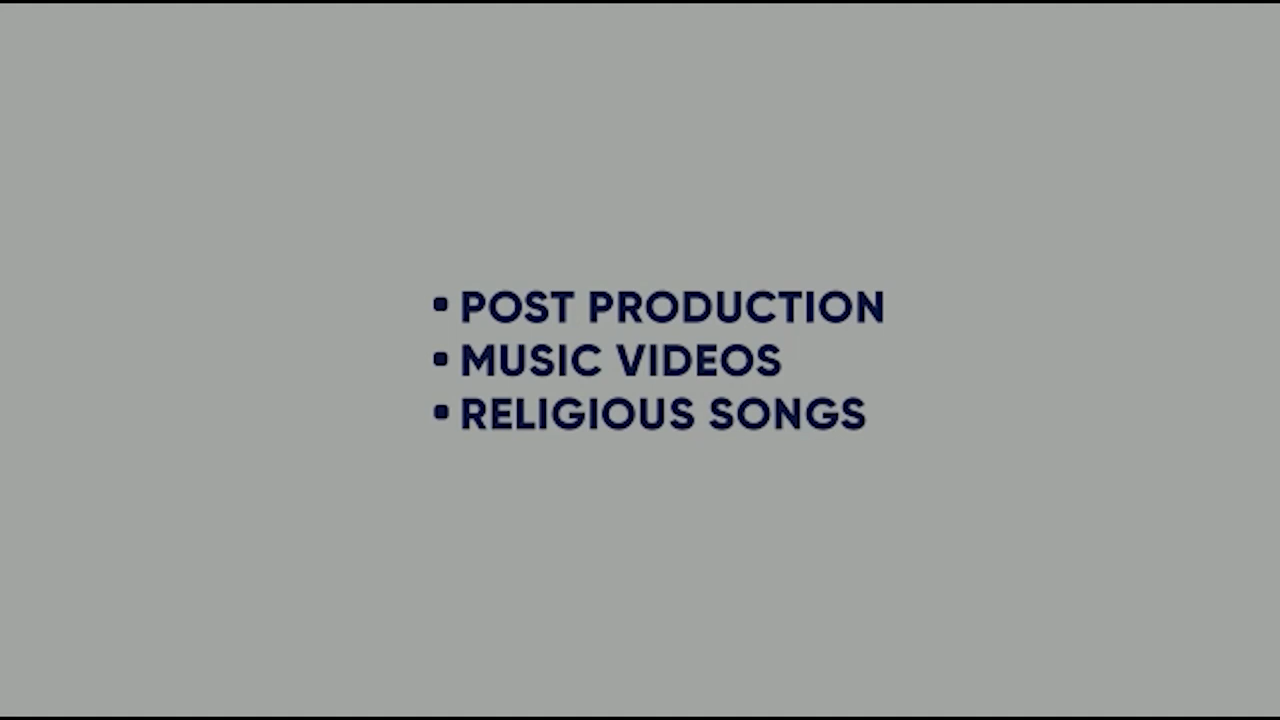 ▪ POST PRODUCTION
▪ MUSIC VIDEOS
▪ RELIGIOUS SONGS